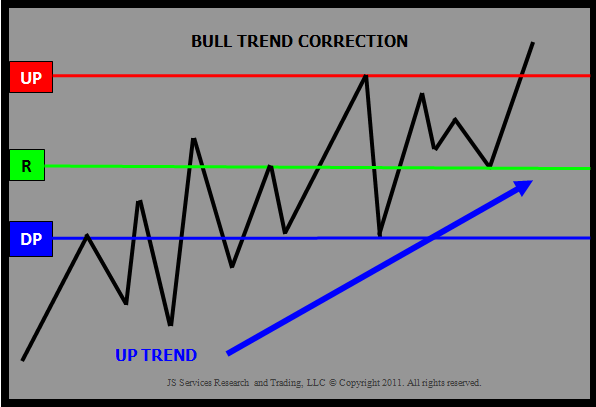 BULL TREND CORRECTION
UP
R
DP
UP TREND
JS Services Research and Trading, LLC © Copyright 2011. All rights reserved.